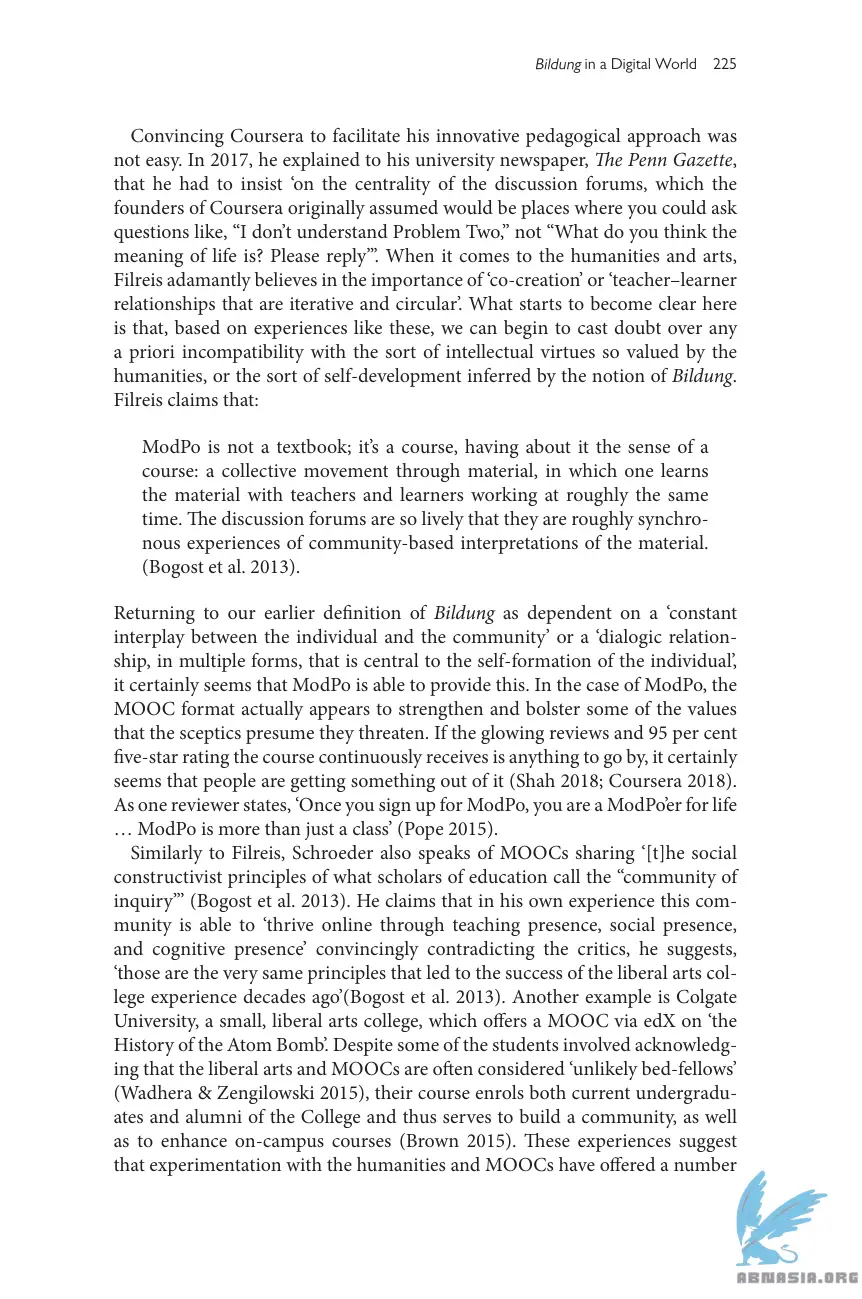 Bildung in a Digital World 225
Convincing Coursera to facilitate his innovative pedagogical approach was
not easy. In 2017, he explained to his university newspaper, The Penn Gazette,
that he had to insist ‘on the centrality of the discussion forums, which the
founders of Coursera originally assumed would be places where you could ask
questions like, “I don’t understand Problem Two,” not “What do you think the
meaning of life is? Please reply”’. When it comes to the humanities and arts,
Filreis adamantly believes in the importance of ‘co-creation’ or ‘teacher–learner
relationships that are iterative and circular’. What starts to become clear here
is that, based on experiences like these, we can begin to cast doubt over any
a priori incompatibility with the sort of intellectual virtues so valued by the
humanities, or the sort of self-development inferred by the notion of Bildung.
Filreis claims that:
ModPo is not a textbook; it’s a course, having about it the sense of a
course: a collective movement through material, in which one learns
the material with teachers and learners working at roughly the same
time. The discussion forums are so lively that they are roughly synchro-
nous experiences of community-based interpretations of the material.
(Bogost et al. 2013).
Returning to our earlier definition of Bildung as dependent on a ‘constant
interplay between the individual and the community’ or a ‘dialogic relation-
ship, in multiple forms, that is central to the self-formation of the individual’,
it certainly seems that ModPo is able to provide this. In the case of ModPo, the
MOOC format actually appears to strengthen and bolster some of the values
that the sceptics presume they threaten. If the glowing reviews and 95 per cent
five-star rating the course continuously receives is anything to go by, it certainly
seems that people are getting something out of it (Shah 2018; Coursera 2018).
As one reviewer states, ‘Once you sign up for ModPo, you are a ModPo’er for life
… ModPo is more than just a class’ (Pope 2015).
Similarly to Filreis, Schroeder also speaks of MOOCs sharing ‘[t]he social
constructivist principles of what scholars of education call the “community of
inquiry”’ (Bogost et al. 2013). He claims that in his own experience this com-
munity is able to ‘thrive online through teaching presence, social presence,
and cognitive presence’ convincingly contradicting the critics, he suggests,
‘those are the very same principles that led to the success of the liberal arts col-
lege experience decades ago’(Bogost et al. 2013). Another example is Colgate
University, a small, liberal arts college, which offers a MOOC via edX on ‘the
History of the Atom Bomb’. Despite some of the students involved acknowledg-
ing that the liberal arts and MOOCs are often considered ‘unlikely bed-fellows’
(Wadhera & Zengilowski 2015), their course enrols both current undergradu-
ates and alumni of the College and thus serves to build a community, as well
as to enhance on-campus courses (Brown 2015). These experiences suggest
that experimentation with the humanities and MOOCs have offered a number
ABNASIA.ORG